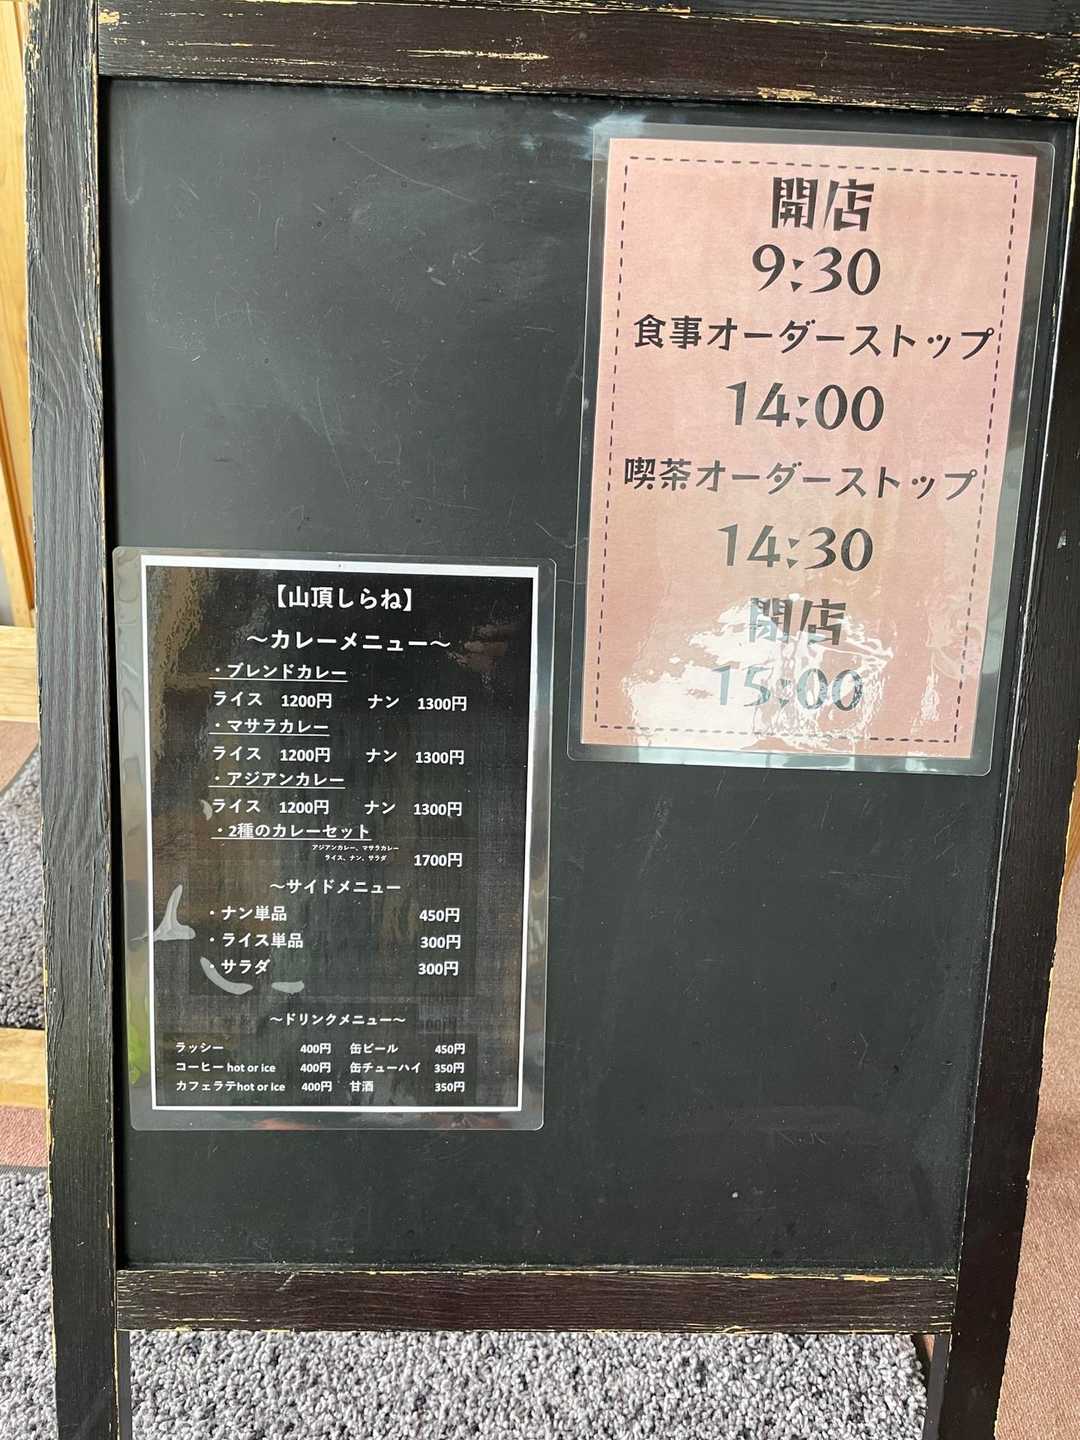 開店
9:30
食事オーダーストップ
14:00
喫茶オーダーストップ
14:30
開店
15:00
【山頂しらね】
～カレーメニュー～
・ブレンドカレー
ライス 1200円 ナン 1300円
・マサラカレー
ライス 1200円 ナン 1300円
・アジアンカレー
ライス 1200円 ナン 1300円
・2種のカレーセット
アジアンカレー、マサラカレー
ライス、ナン、サラダ 1700円
～サイドメニュー
・ナン単品 450円
・ライス単品 300円
・サラダ 300円
～ドリンクメニュー～
ラッシー 400円 缶ビール 450円
コーヒー hot or ice 400円 缶チューハイ 350円
カフェラテhot or ice 400円 甘酒 350円